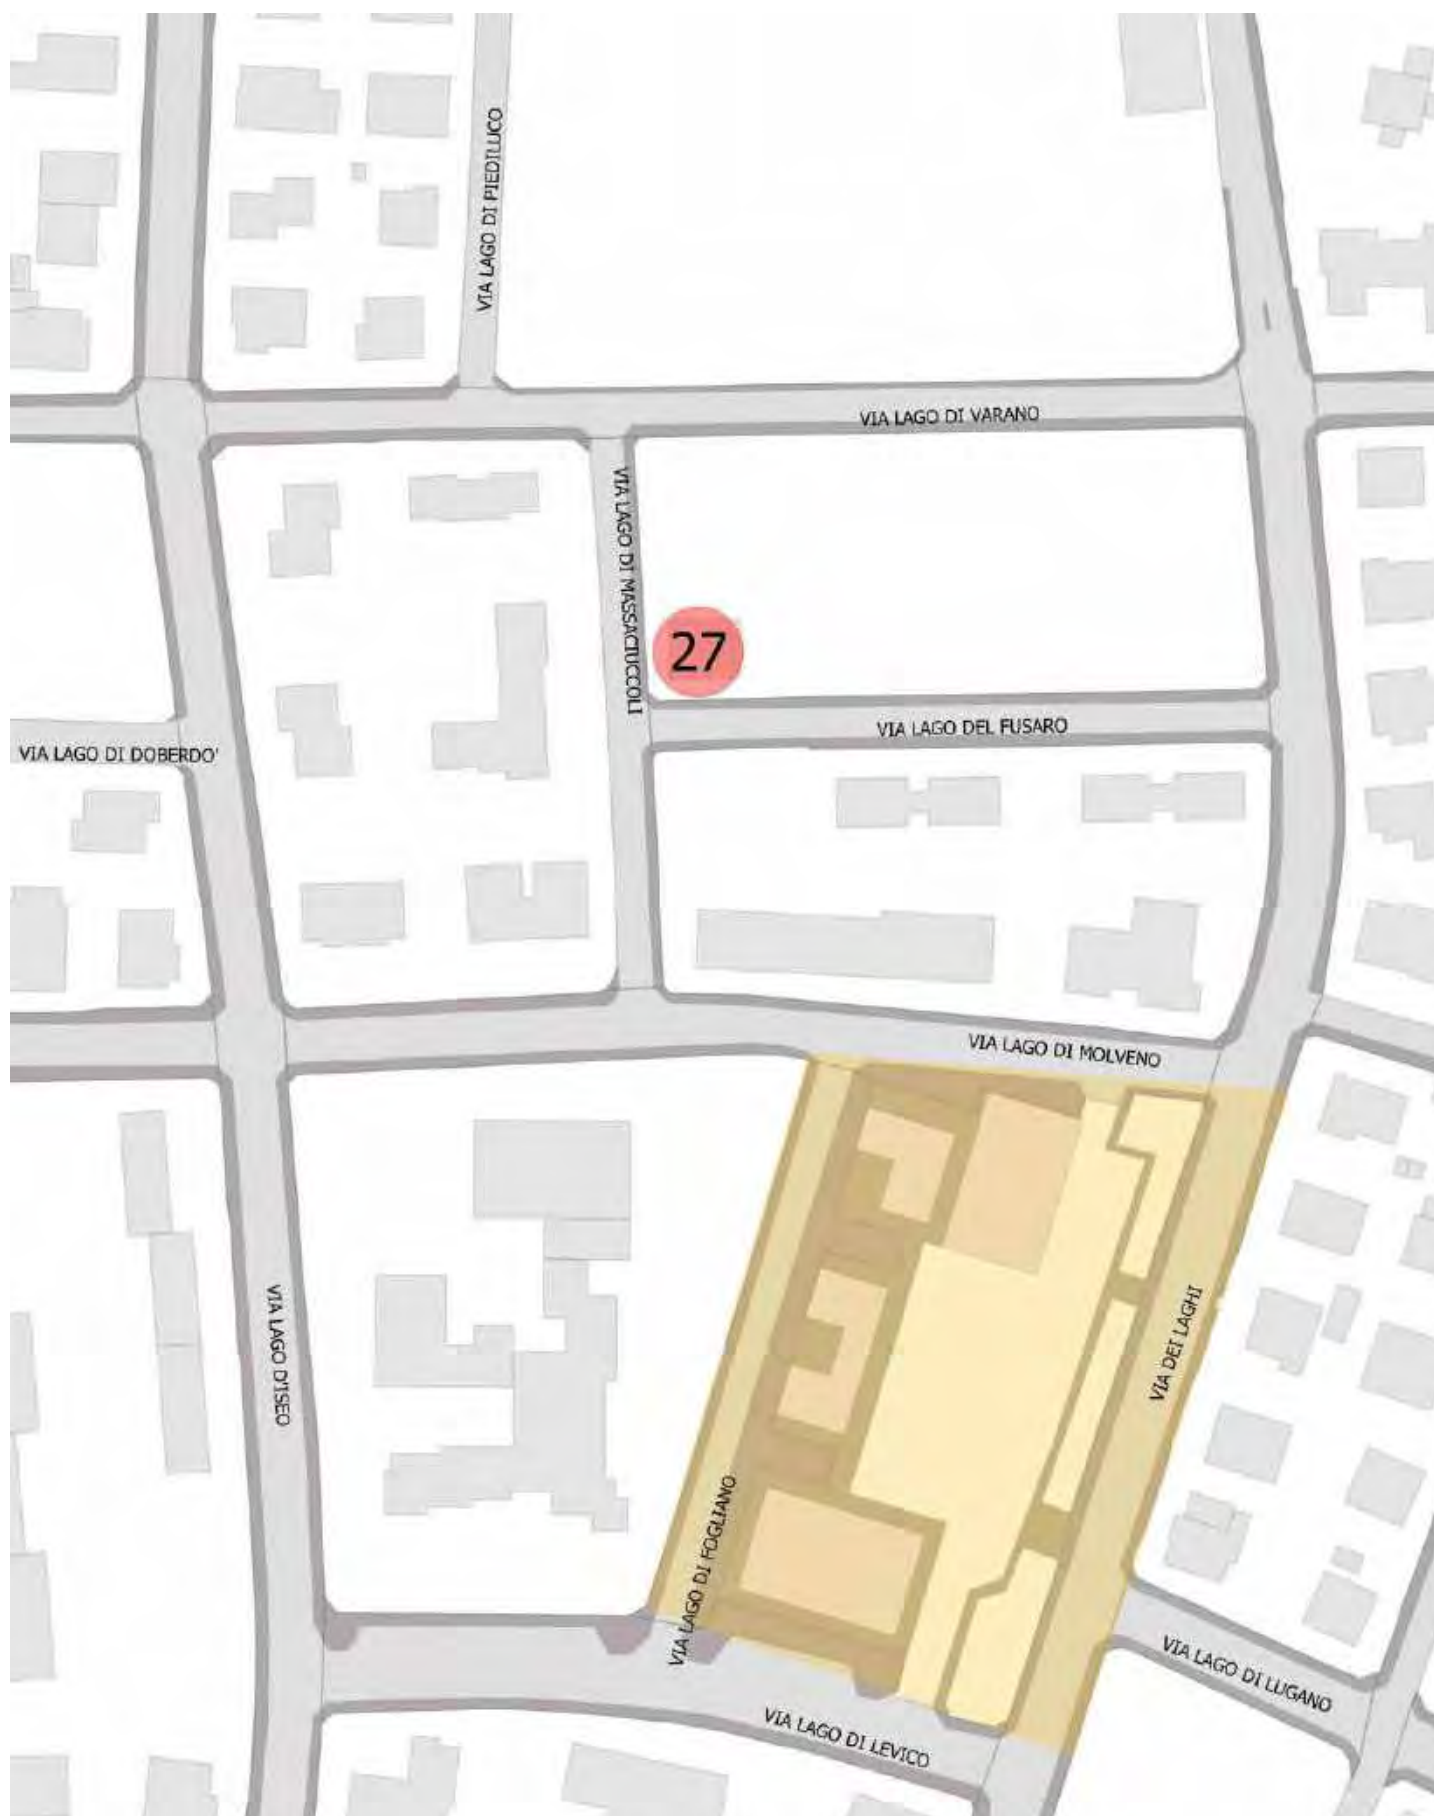 VIA LAGO DI PIEDILUCO
VIA LAGO DI VARANO
VIA LAGO DI MASSACIUCCOLI
27
VIA LAGO DEL FUSARO
VIA LAGO DI DOBERDO'
VIA LAGO DI MOLVENO
VIA LAGO D'ISEO
VIA DEI LAGHI
VIA LAGO DI FOGLIANO
VIA LAGO DI LUGANO
VIA LAGO DI LEVICO